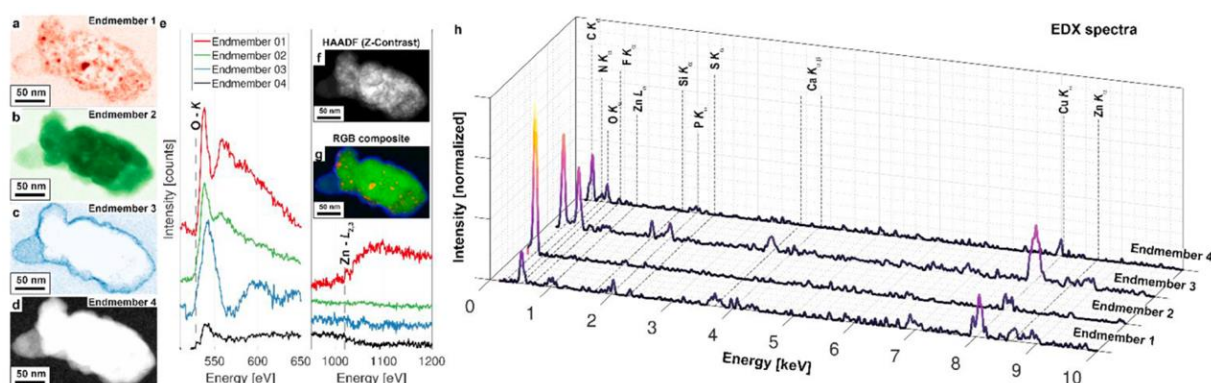 a
Endmember 1
50 nm
b
Endmember 2
50 nm
c
Endmember 3
50 nm
d
Endmember 4
50 nm
e
Endmember 01
Endmember 02
Endmember 03
Endmember 04
O - K
Intensity [counts]
550
600
650
Energy [eV]
HAADF (Z-Contrast)
f
50 nm
RGB composite
g
50 nm
Zn - L2,3
1000
1100
1200
Energy [eV]
h
EDX spectra
C Kα
N Kα
O Kα
F Kα
Zn Lα
Si Kα
P Kα
S Kα
Ca Kα,β
Cu Kα
Zn Kα
Intensity [normalized]
Endmember 4
Endmember 3
Endmember 2
Endmember 1
0
1
2
3
4
5
6
7
8
9
10
Energy [keV]